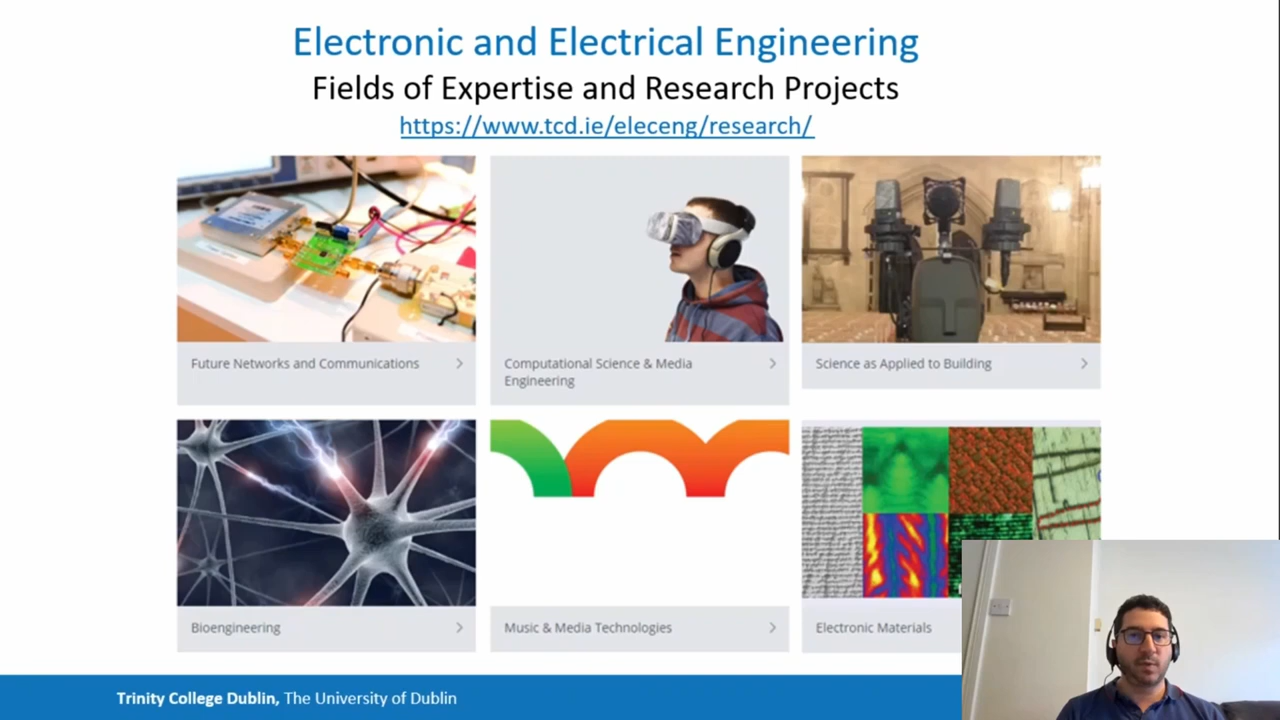 Electronic and Electrical Engineering
Fields of Expertise and Research Projects
https://www.tcd.ie/eleceng/research/
Future Networks and Communications
Computational Science & Media
Engineering
Science as Applied to Building
Bioengineering
Music & Media Technologies
Electronic Materials
Trinity College Dublin, The University of Dublin